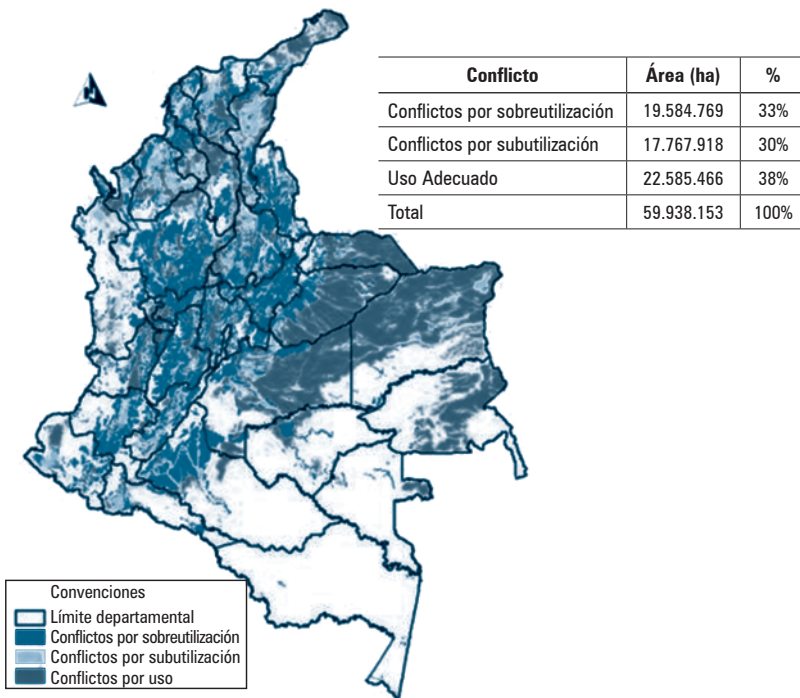 Conflicto Área (ha) %
Conflictos por sobreutilización 19.584.769 33%
Conflictos por subutilización 17.767.918 30%
Uso Adecuado 22.585.466 38%
Total 59.938.153 100%
Convenciones
Límite departamental
Conflictos por sobreutilización
Conflictos por subutilización
Conflictos por uso